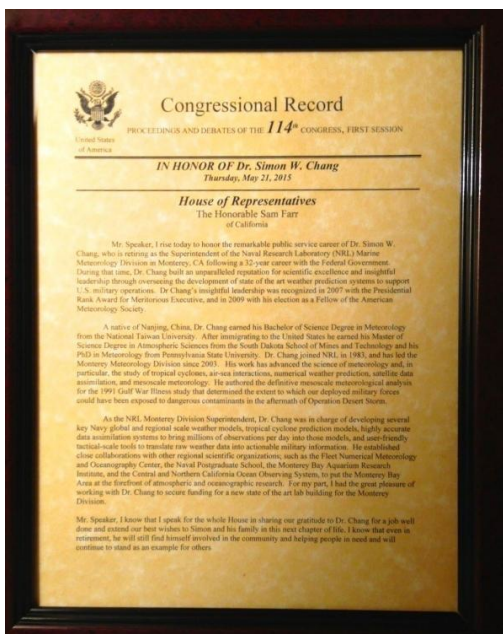 Congressional Record
United States
of America
PROCEEDINGS AND DEBATES OF THE 114th CONGRESS, FIRST SESSION
IN HONOR OF Dr. Simon W. Chang
Thursday, May 21, 2015
House of Representatives
The Honorable Sam Farr
of California
Mr. Speaker, I rise today to honor the remarkable public service career of Dr. Simon W.
Chang, who is retiring as the Superintendent of the Naval Research Laboratory (NRL) Marine
Meteorology Division in Monterey, CA following a 32-year career with the Federal Government.
During that time, Dr. Chang built an unparalleled reputation for scientific excellence and insightful
leadership through overseeing the development of state of the art weather prediction systems to support
U.S. military operations. Dr Chang's insightful leadership was recognized in 2007 with the Presidential
Rank Award for Meritorious Executive, and in 2009 with his election as a Fellow of the American
Meteorology Society.
A native of Nanjing, China, Dr. Chang earned his Bachelor of Science Degree in Meteorology
from the National Taiwan University. After immigrating to the United States he earned his Master of
Science Degree in Atmospheric Sciences from the South Dakota School of Mines and Technology and his
PhD in Meteorology from Pennsylvania State University. Dr. Chang joined NRL in 1983, and has led the
Monterey Meteorology Division since 2003. His work has advanced the science of meteorology and, in
particular, the study of tropical cyclones, air-sea interactions, numerical weather prediction, satellite data
assimilation, and mesoscale meteorology. He authored the definitive mesoscale meteorological analysis
for the 1991 Gulf War Illness study that determined the extent to which our deployed military forces
could have been exposed to dangerous contaminants in the aftermath of Operation Desert Storm.
As the NRL Monterey Division Superintendent, Dr. Chang was in charge of developing several
key Navy global and regional scale weather models, tropical cyclone prediction models, highly accurate
data assimilation systems to bring millions of observations per day into those models, and user-friendly
tactical-scale tools to translate raw weather data into actionable military information. He established
close collaborations with other regional scientific organizations, such as the Fleet Numerical Meteorology
and Oceanography Center, the Naval Postgraduate School, the Monterey Bay Aquarium Research
Institute, and the Central and Northern California Ocean Observing System, to put the Monterey Bay
Area at the forefront of atmospheric and oceanographic research. For my part, I had the great pleasure of
working with Dr. Chang to secure funding for a new state of the art lab building for the Monterey
Division.
Mr. Speaker, I know that I speak for the whole House in sharing our gratitude to Dr. Chang for a job well
done and extend our best wishes to Simon and his family in this next chapter of life. I know that even in
retirement, he will still find himself involved in the community and helping people in need and will
continue to stand as an example for others